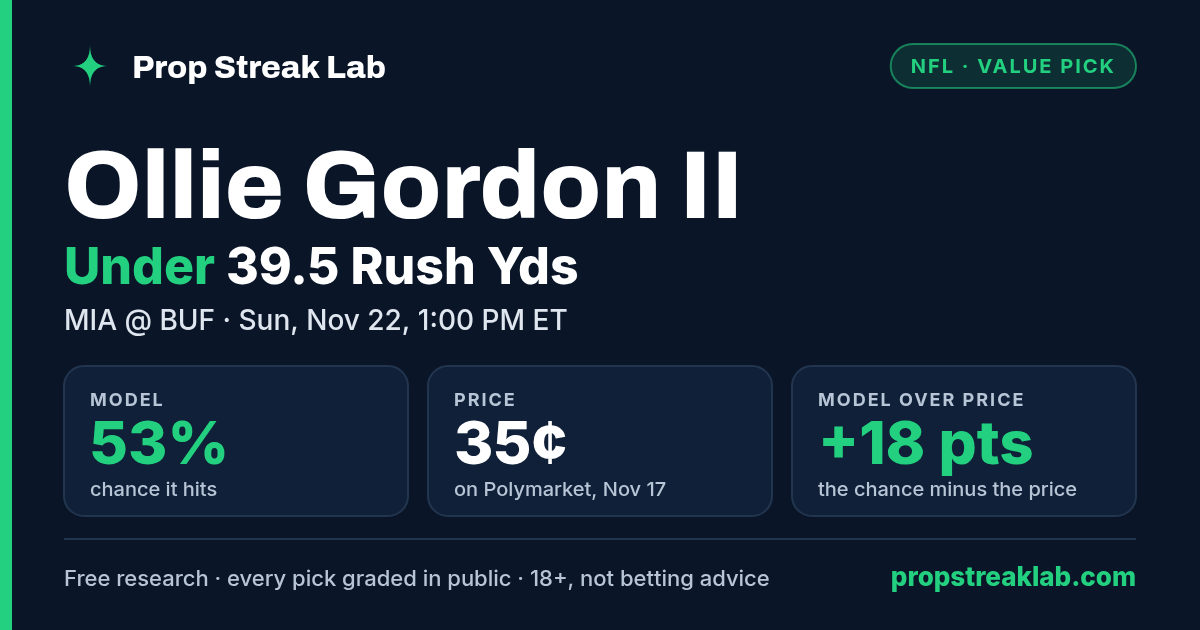 Prop Streak Lab
NFL · VALUE PICK
Ollie Gordon II
Under 39.5 Rush Yds
MIA @ BUF · Sun, Nov 22, 1:00 PM ET
MODEL
53%
chance it hits
PRICE
35¢
on Polymarket, Nov 17
MODEL OVER PRICE
+18 pts
the chance minus the price
Free research · every pick graded in public · 18+, not betting advice
propstreaklab.com